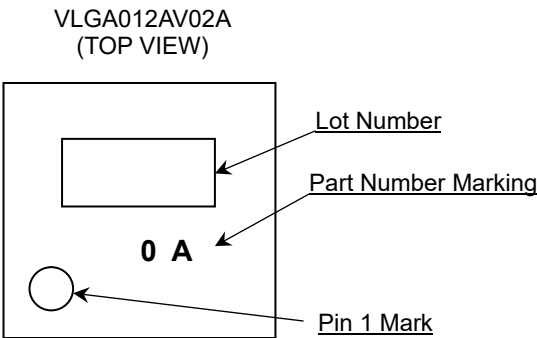 VLGA012AV02A
(TOP VIEW)
Lot Number
Part Number Marking
0 A
Pin 1 Mark